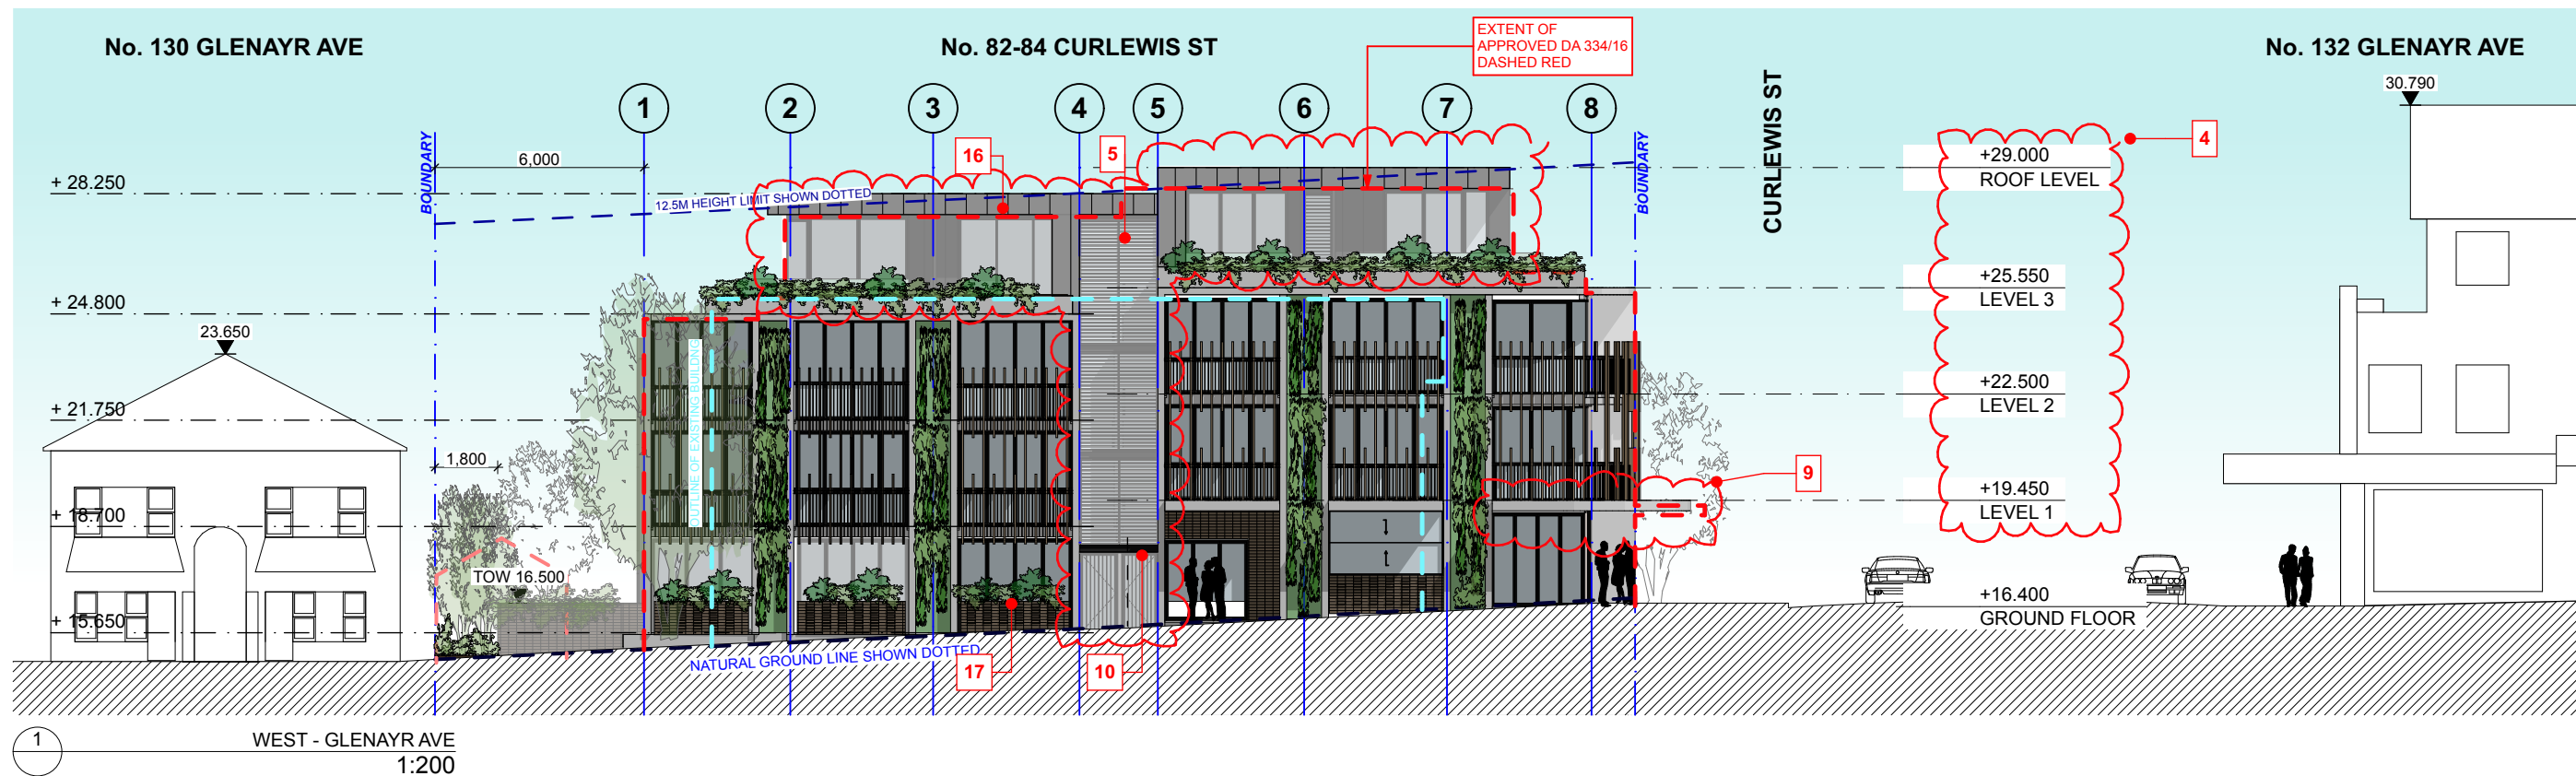 No. 130 GLENAYR AVE
No. 82-84 CURLEWIS ST
EXTENT OF
APPROVED DA 334/16
DASHED RED
No. 132 GLENAYR AVE
CURLEWIS ST
30.790
1
2
3
4
5
6
7
8
BOUNDARY
BOUNDARY
6,000
16
5
4
+ 28.250
12.5M HEIGHT LIMIT SHOWN DOTTED
+29.000
ROOF LEVEL
+ 24.800
+25.550
LEVEL 3
23.650
OUTLINE OF EXISTING BUILDING
+22.500
LEVEL 2
+ 21.750
1,800
9
+ 18.700
+19.450
LEVEL 1
TOW 16.500
+ 15.650
+16.400
GROUND FLOOR
NATURAL GROUND LINE SHOWN DOTTED
17
10
1
WEST - GLENAYR AVE
1:200